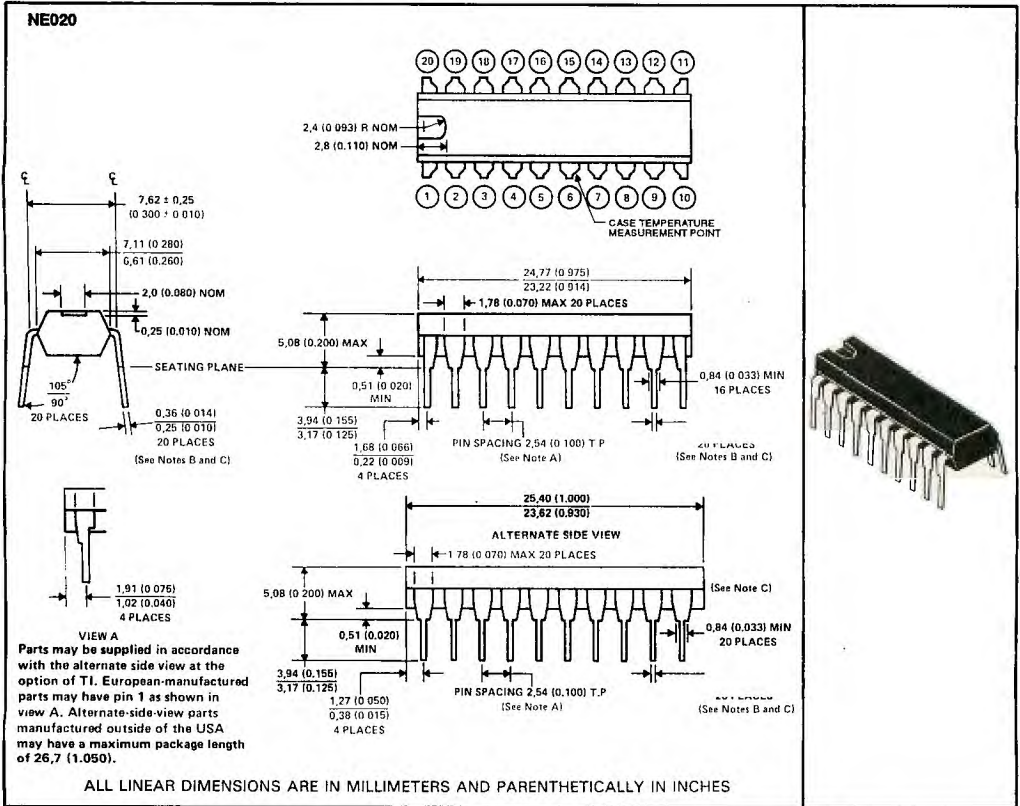 NE020
20 19 18 17 16 15 14 13 12 11
2,4 (0 093) R NOM
2,8 (0.110) NOM
1 2 3 4 5 6 7 8 9 10
CASE TEMPERATURE
MEASUREMENT POINT
℄ ℄
7,62 ± 0,25
(0 300 ± 0 010)
7,11 (0 280)
6,61 (0.260)
2,0 (0.080) NOM
0,25 (0.010) NOM
SEATING PLANE
105°
90°
20 PLACES
0,36 (0 014)
0,25 (0 010)
20 PLACES
(See Notes B and C)
24,77 (0 975)
23,22 (0 914)
1,78 (0.070) MAX 20 PLACES
5,08 (0.200) MAX
0,51 (0 020)
MIN
0,84 (0 033) MIN
16 PLACES
3,94 (0 155)
3,17 (0 125)
1,68 (0 066)
0,22 (0 009)
4 PLACES
PIN SPACING 2,54 (0 100) T P
(See Note A)
(See Notes B and C)
25,40 (1.000)
23,62 (0.930)
ALTERNATE SIDE VIEW
1 78 (0 070) MAX 20 PLACES
5,08 (0 200) MAX
(See Note C)
0,51 (0.020)
MIN
0,84 (0.033) MIN
20 PLACES
3,94 (0.155)
3,17 (0.125)
1,27 (0 050)
0,38 (0 015)
4 PLACES
PIN SPACING 2,54 (0.100) T.P
(See Note A)
(See Notes B and C)
1,91 (0 075)
1,02 (0.040)
4 PLACES
VIEW A
Parts may be supplied in accordance
with the alternate side view at the
option of TI. European-manufactured
parts may have pin 1 as shown in
view A. Alternate-side-view parts
manufactured outside of the USA
may have a maximum package length
of 26,7 (1.050).
ALL LINEAR DIMENSIONS ARE IN MILLIMETERS AND PARENTHETICALLY IN INCHES